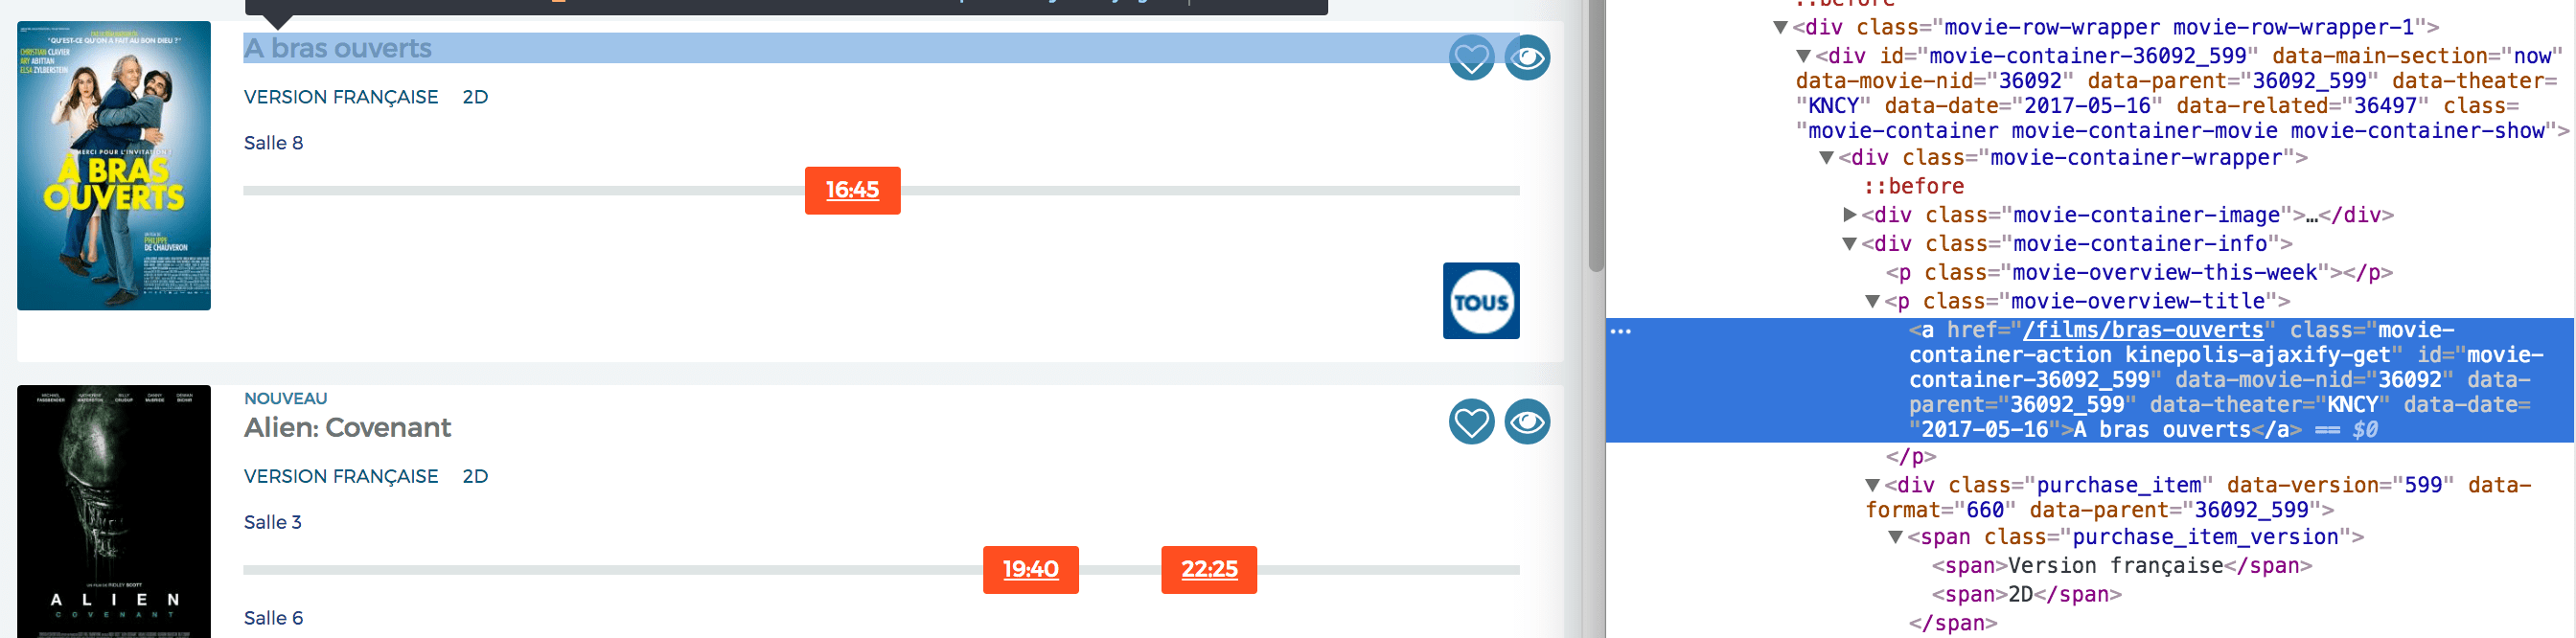 "QU'EST-CE QU'ON A FAIT AU BON DIEU ?"
CHRISTIAN CLAVIER
ARY ABITTAN
ELSA ZYLBERSTEIN
MERCI POUR L'INVITATION ?
À BRAS
OUVERTS
PHILIPPE
DE CHAUVERON
A bras ouverts
VERSION FRANÇAISE 2D
Salle 8
16:45
TOUS
UN FILM DE RIDLEY SCOTT
ALIEN
COVENANT
NOUVEAU
Alien: Covenant
VERSION FRANÇAISE 2D
Salle 3
19:40 22:25
Salle 6
::before
▼<div class="movie-row-wrapper movie-row-wrapper-1">
▼<div id="movie-container-36092_599" data-main-section="now"
data-movie-nid="36092" data-parent="36092_599" data-theater=
"KNCY" data-date="2017-05-16" data-related="36497" class=
"movie-container movie-container-movie movie-container-show">
▼<div class="movie-container-wrapper">
::before
▶<div class="movie-container-image">…</div>
▼<div class="movie-container-info">
<p class="movie-overview-this-week"></p>
▼<p class="movie-overview-title">
<a href="/films/bras-ouverts" class="movie-
container-action kinepolis-ajaxify-get" id="movie-
container-36092_599" data-movie-nid="36092" data-
parent="36092_599" data-theater="KNCY" data-date=
"2017-05-16">A bras ouverts</a> == $0
</p>
▼<div class="purchase_item" data-version="599" data-
format="660" data-parent="36092_599">
▼<span class="purchase_item_version">
<span>Version française</span>
<span>2D</span>
</span>